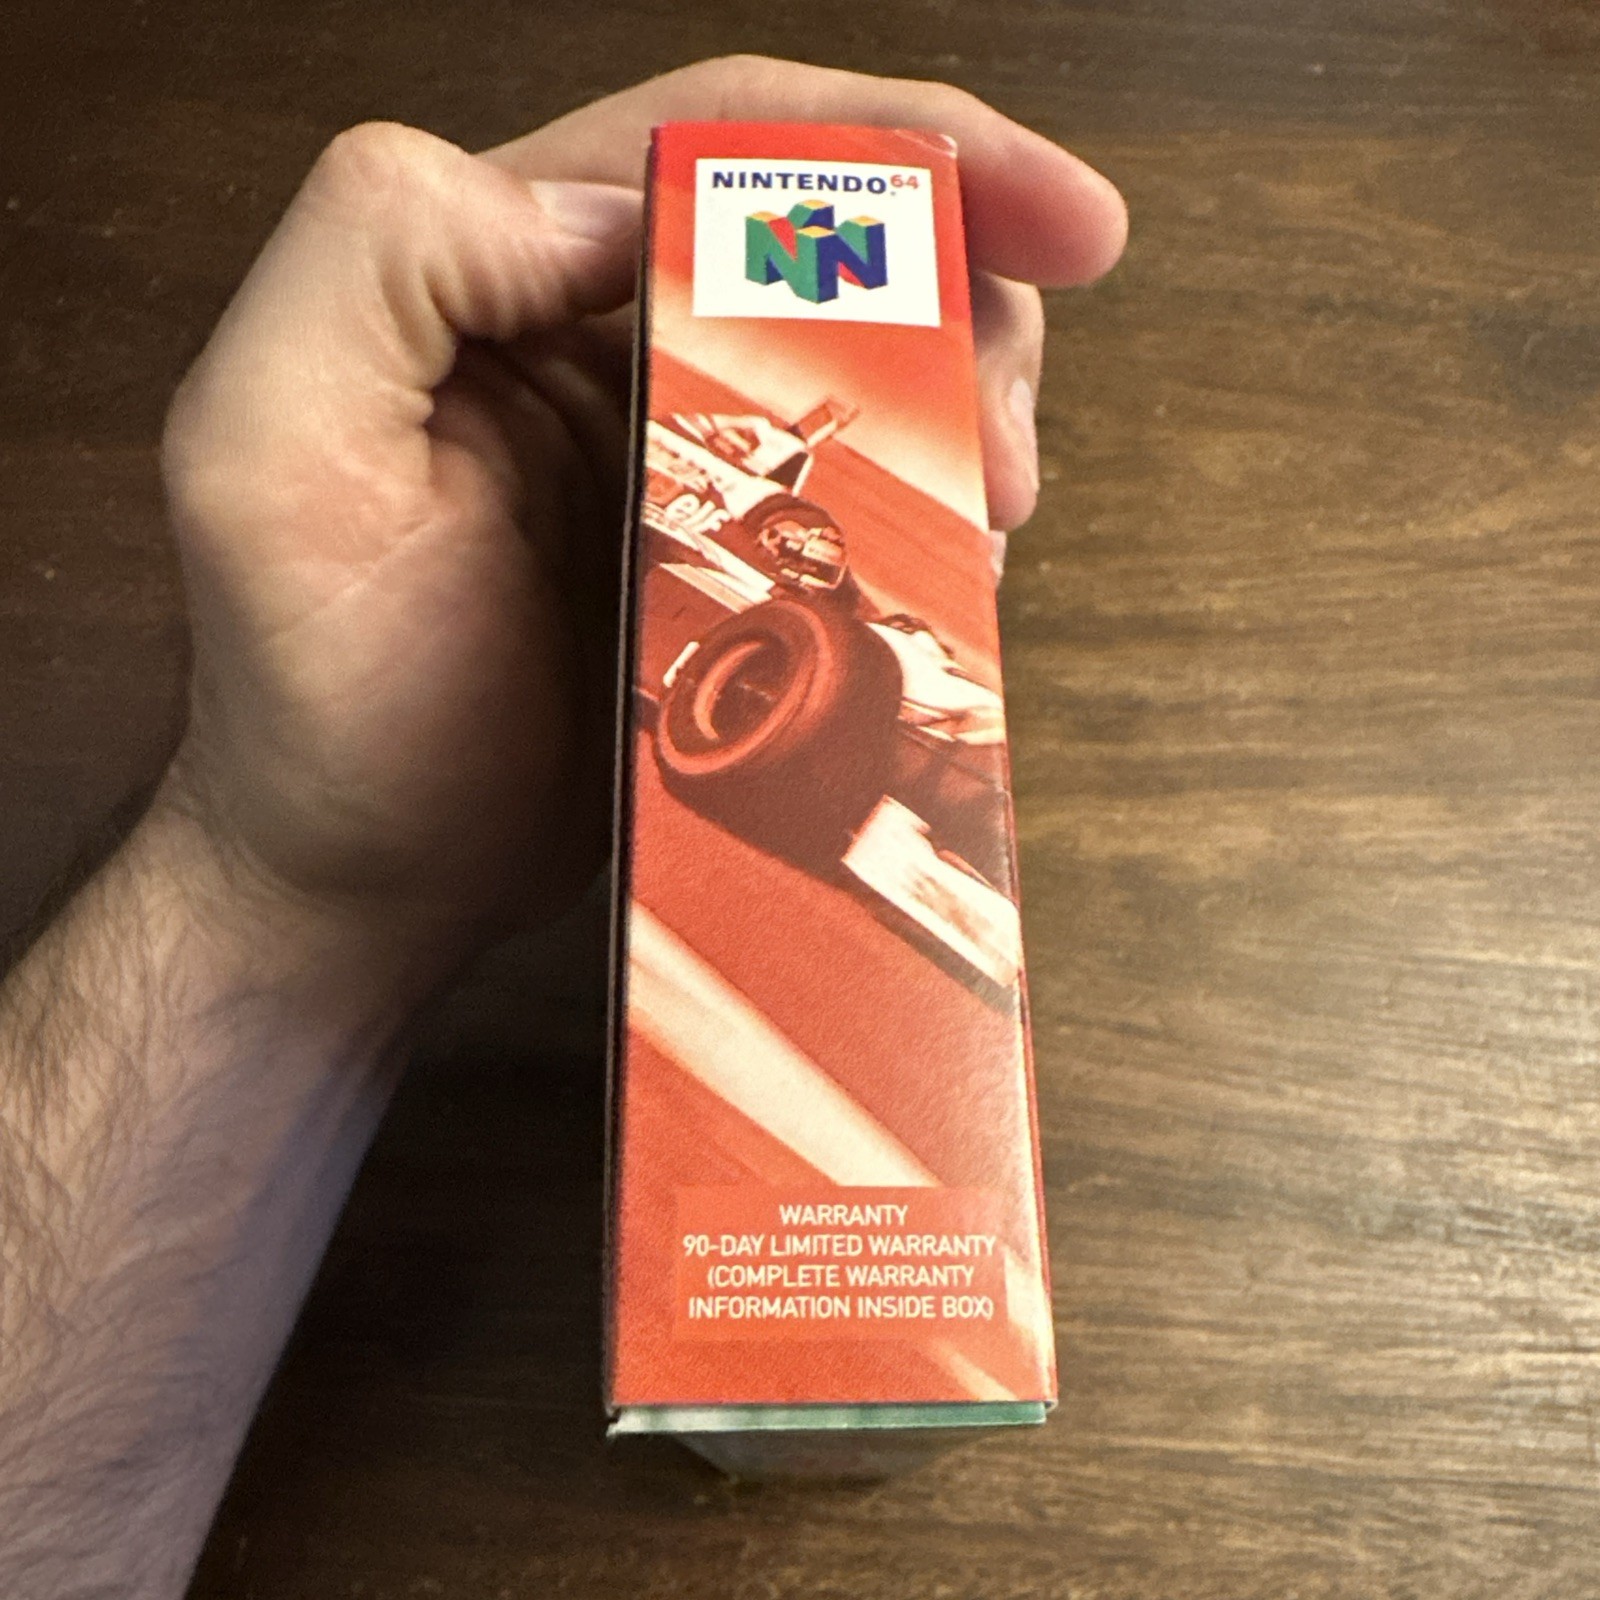 NINTENDO64
elf
WARRANTY
90-DAY LIMITED WARRANTY
(COMPLETE WARRANTY
INFORMATION INSIDE BOX)